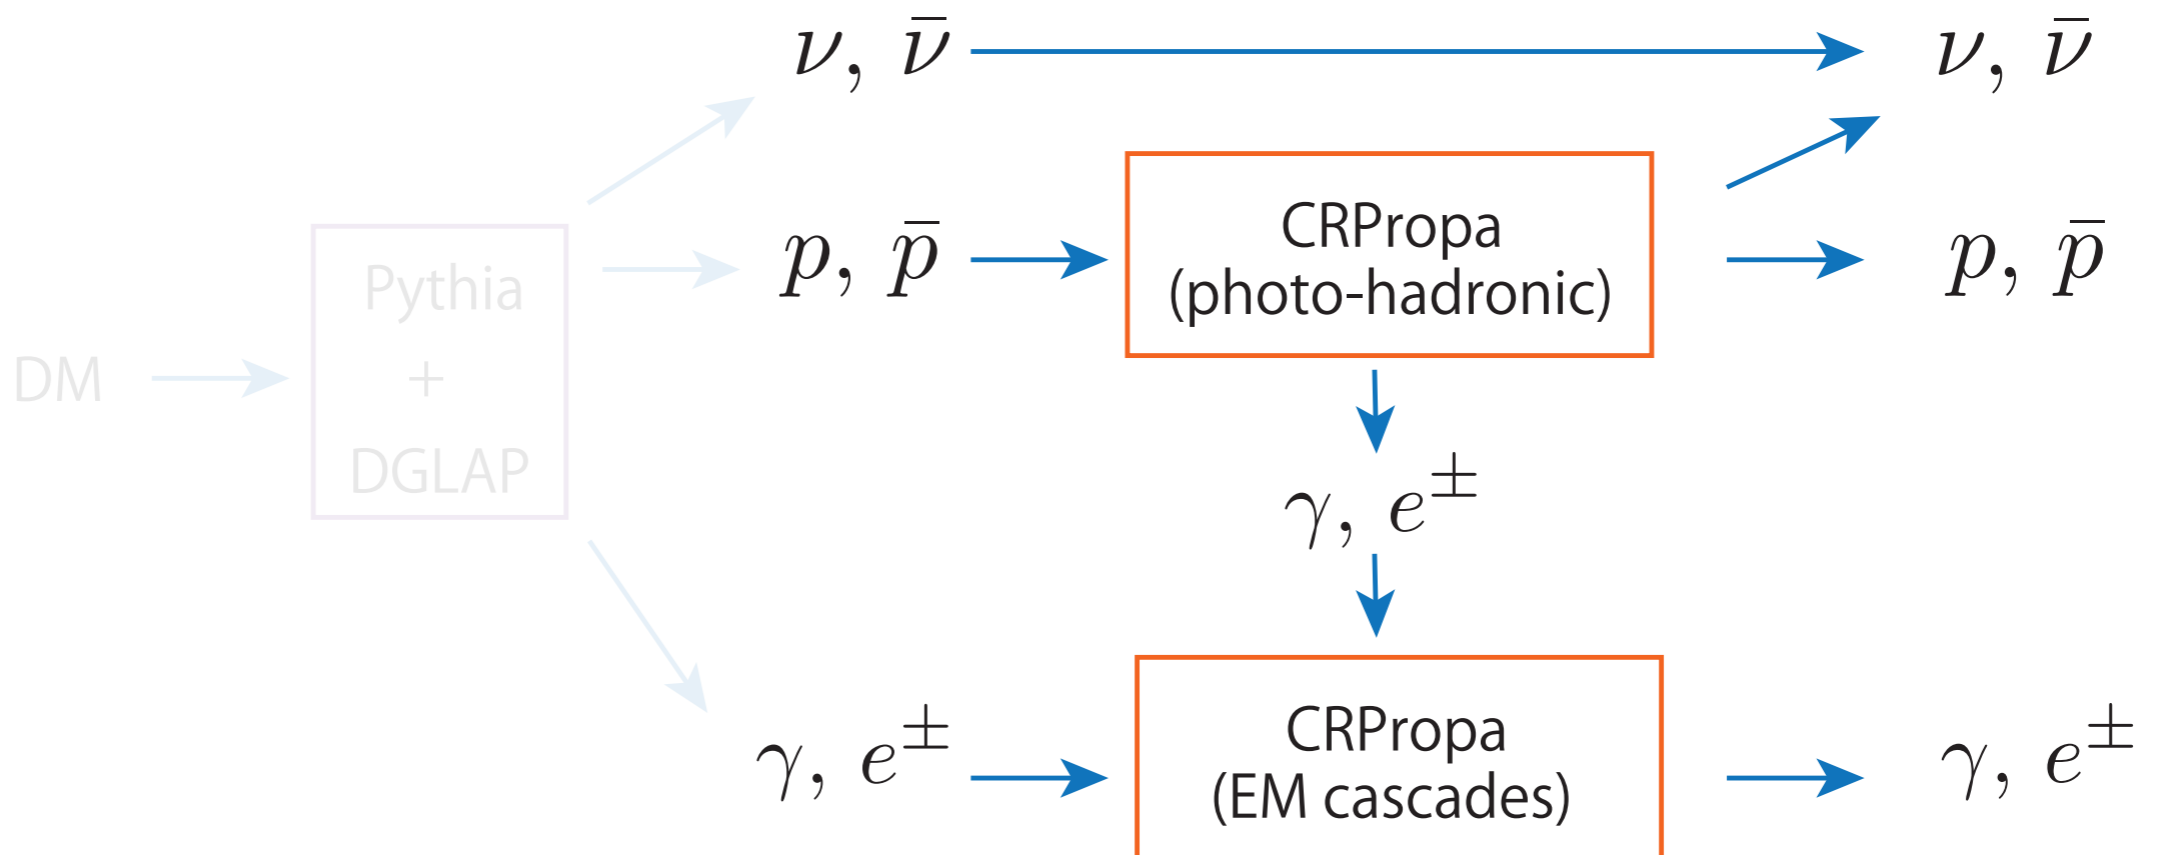 ν, ν̄
ν, ν̄
p, p̄
CRPropa
(photo-hadronic)
p, p̄
Pythia
+
DGLAP
DM
γ, e±
γ, e±
CRPropa
(EM cascades)
γ, e±